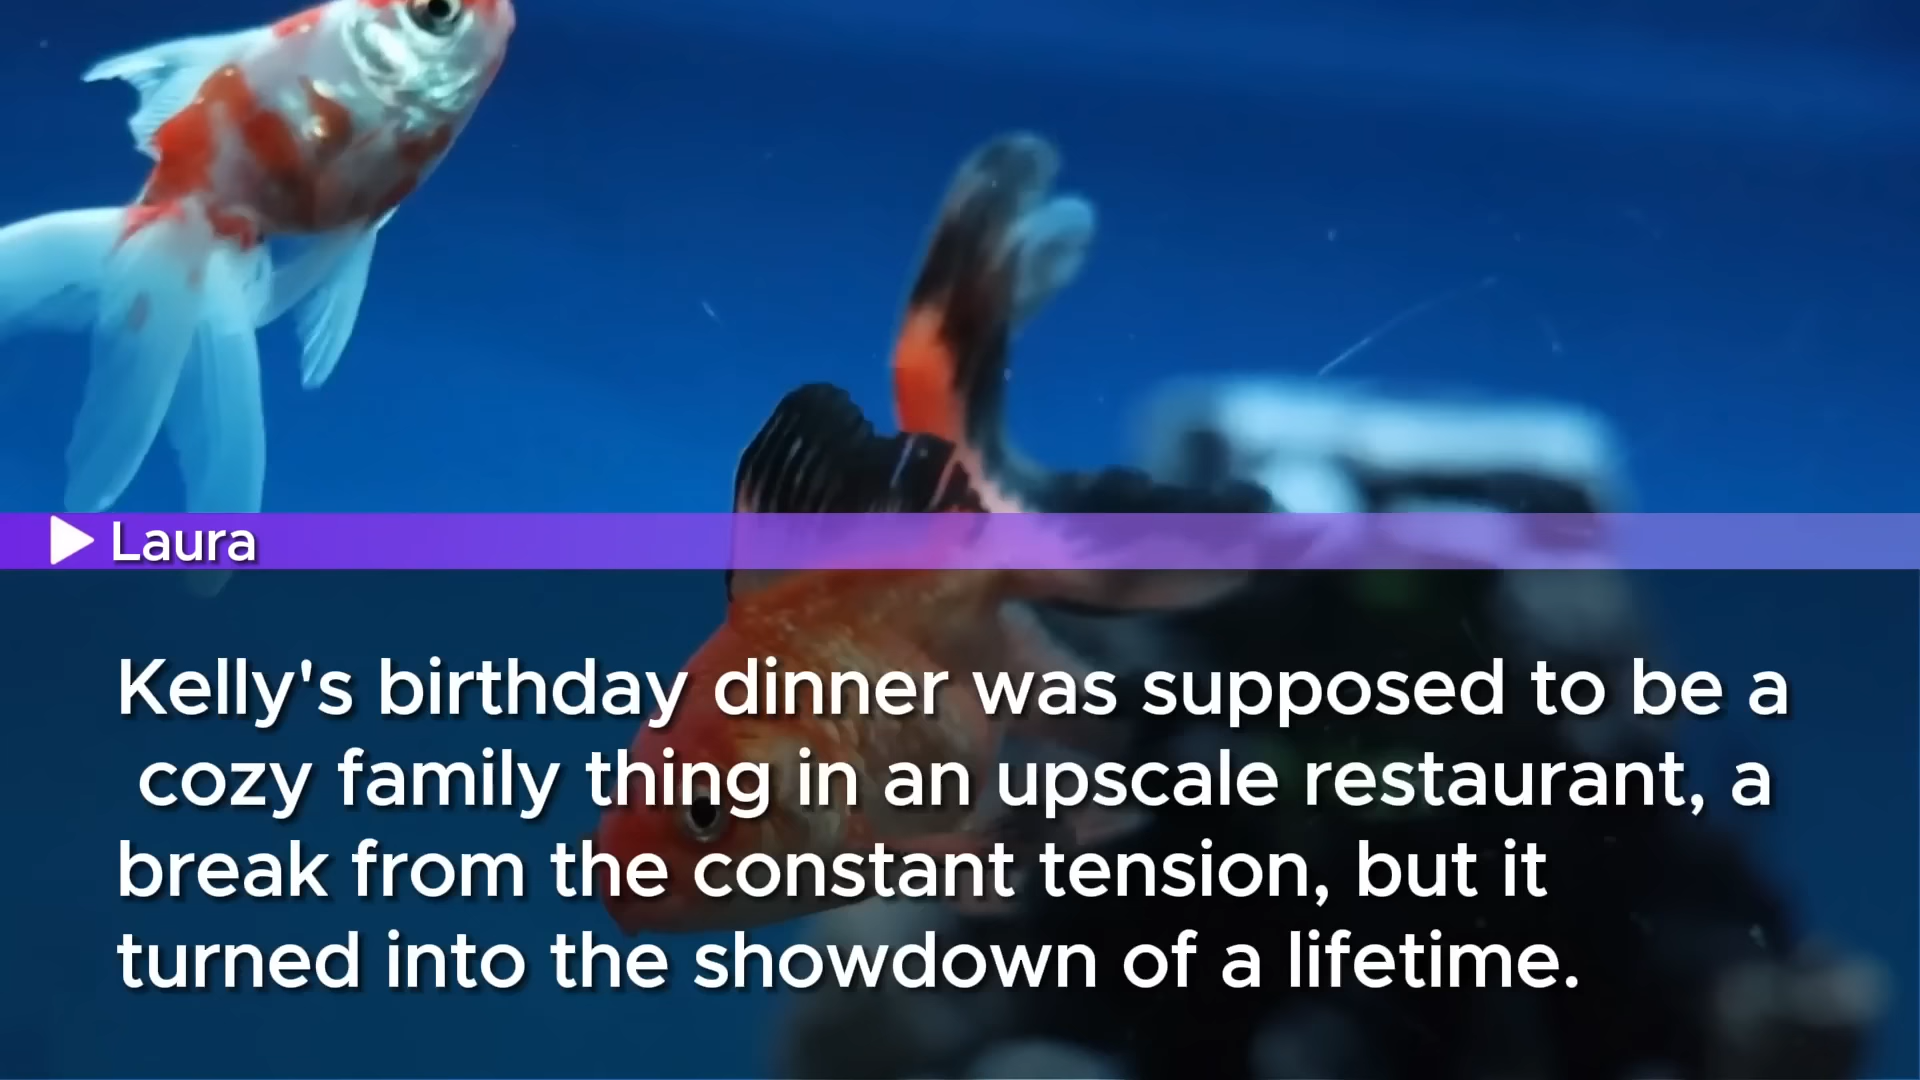 Laura
Kelly's birthday dinner was supposed to be a
cozy family thing in an upscale restaurant, a
break from the constant tension, but it
turned into the showdown of a lifetime.